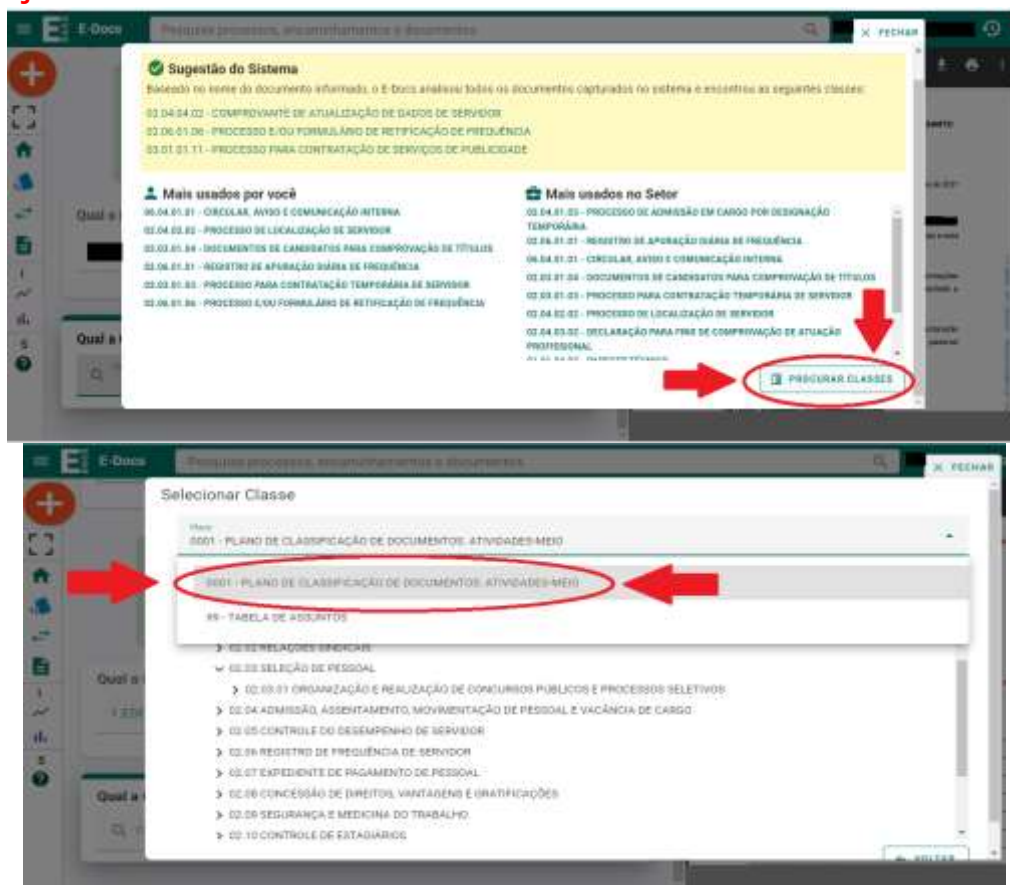 E-Docs
Pesquise processos, encaminhamentos e documentos
FECHAR
Sugestão do Sistema
Baseado no nome do documento informado, o E-Docs analisou todos os documentos capturados no sistema e encontrou as seguintes classes:
02.04.04.02 - COMPROVANTE DE ATUALIZAÇÃO DE DADOS DE SERVIDOR
02.06.01.06 - PROCESSO E/OU FORMULÁRIO DE RETIFICAÇÃO DE FREQUÊNCIA
03.01.01.11 - PROCESSO PARA CONTRATAÇÃO DE SERVIÇOS DE PUBLICIDADE
Mais usados por você
06.04.01.01 - CIRCULAR, AVISO E COMUNICAÇÃO INTERNA
02.04.02.02 - PROCESSO DE LOCALIZAÇÃO DE SERVIDOR
02.03.01.04 - DOCUMENTOS DE CANDIDATOS PARA COMPROVAÇÃO DE TÍTULOS
02.06.01.01 - REGISTRO DE APURAÇÃO DIÁRIA DE FREQUÊNCIA
02.03.01.03 - PROCESSO PARA CONTRATAÇÃO TEMPORÁRIA DE SERVIDOR
02.06.01.06 - PROCESSO E/OU FORMULÁRIO DE RETIFICAÇÃO DE FREQUÊNCIA
Mais usados no Setor
02.04.01.03 - PROCESSO DE ADMISSÃO EM CARGO POR DESIGNAÇÃO
TEMPORÁRIA
02.06.01.01 - REGISTRO DE APURAÇÃO DIÁRIA DE FREQUÊNCIA
06.04.01.01 - CIRCULAR, AVISO E COMUNICAÇÃO INTERNA
02.03.01.04 - DOCUMENTOS DE CANDIDATOS PARA COMPROVAÇÃO DE TÍTULOS
02.03.01.03 - PROCESSO PARA CONTRATAÇÃO TEMPORÁRIA DE SERVIDOR
02.04.02.02 - PROCESSO DE LOCALIZAÇÃO DE SERVIDOR
02.04.03.02 - DECLARAÇÃO PARA FINS DE COMPROVAÇÃO DE ATUAÇÃO
PROFISSIONAL
PROCURAR CLASSES
Qual a
Qual a
E-Docs
Pesquise processos, encaminhamentos e documentos
FECHAR
Selecionar Classe
Plano
0001 - PLANO DE CLASSIFICAÇÃO DE DOCUMENTOS: ATIVIDADES-MEIO
0001 - PLANO DE CLASSIFICAÇÃO DE DOCUMENTOS: ATIVIDADES-MEIO
99 - TABELA DE ASSUNTOS
02.02 RELAÇÕES SINDICAIS
02.03 SELEÇÃO DE PESSOAL
02.03.01 ORGANIZAÇÃO E REALIZAÇÃO DE CONCURSOS PÚBLICOS E PROCESSOS SELETIVOS
02.04 ADMISSÃO, ASSENTAMENTO, MOVIMENTAÇÃO DE PESSOAL E VACÂNCIA DE CARGO
02.05 CONTROLE DO DESEMPENHO DE SERVIDOR
02.06 REGISTRO DE FREQUÊNCIA DE SERVIDOR
02.07 EXPEDIENTE DE PAGAMENTO DE PESSOAL
02.08 CONCESSÃO DE DIREITOS, VANTAGENS E GRATIFICAÇÕES
02.09 SEGURANÇA E MEDICINA DO TRABALHO
02.10 CONTROLE DE ESTAGIÁRIOS
VOLTAR
Qual o
Qual a